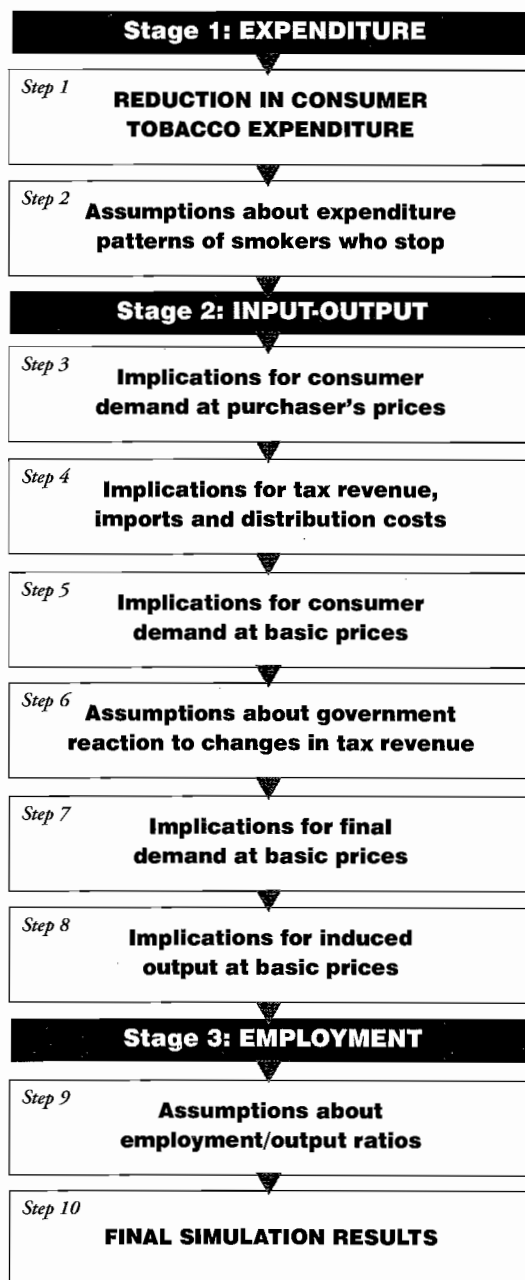 Stage 1: EXPENDITURE
Step 1
REDUCTION IN CONSUMER
TOBACCO EXPENDITURE
Step 2
Assumptions about expenditure
patterns of smokers who stop
Stage 2: INPUT-OUTPUT
Step 3
Implications for consumer
demand at purchaser's prices
Step 4
Implications for tax revenue,
imports and distribution costs
Step 5
Implications for consumer
demand at basic prices
Step 6
Assumptions about government
reaction to changes in tax revenue
Step 7
Implications for final
demand at basic prices
Step 8
Implications for induced
output at basic prices
Stage 3: EMPLOYMENT
Step 9
Assumptions about
employment/output ratios
Step 10
FINAL SIMULATION RESULTS